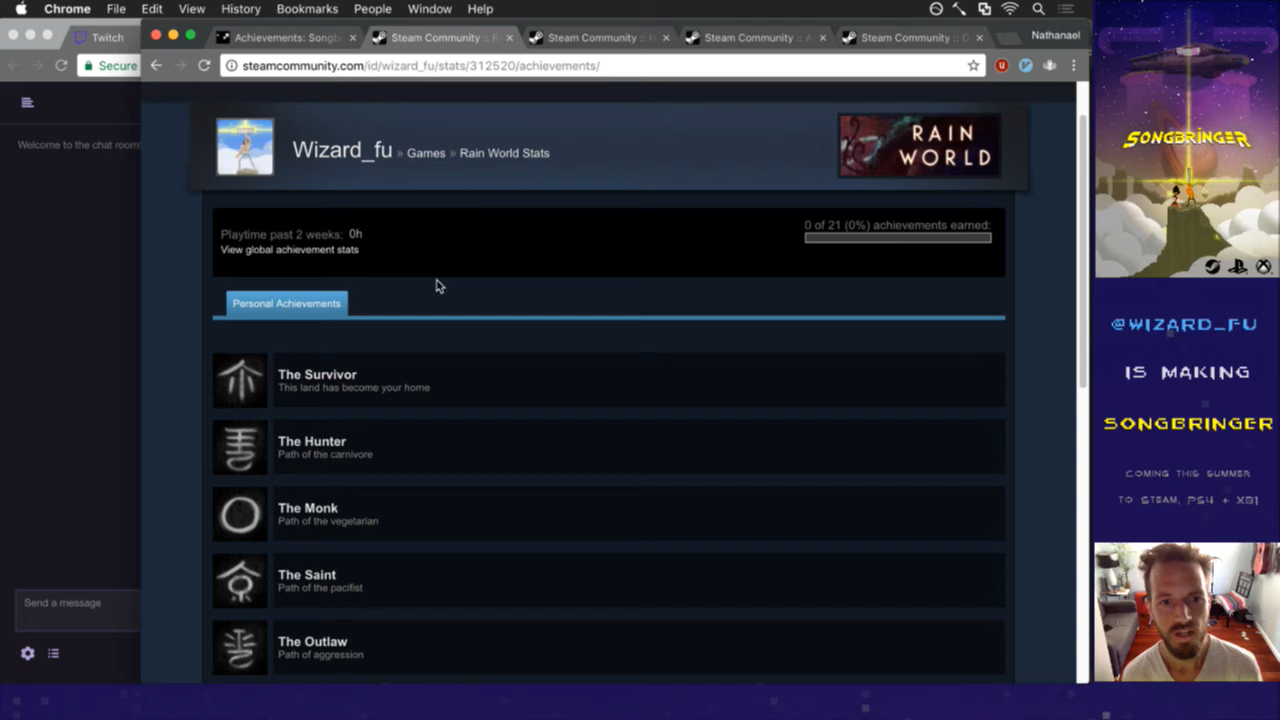 Chrome File Edit View History Bookmarks People Window Help
Twitch
Achievements: Songb
Steam Community :: R
Steam Community ::
Steam Community ::
Steam Community ::
Nathanael
Secure
steamcommunity.com/id/wizard_fu/stats/312520/achievements/
Welcome to the chat room!
Wizard_fu » Games » Rain World Stats
RAIN
WORLD
Playtime past 2 weeks: 0h
View global achievement stats
0 of 21 (0%) achievements earned:
Personal Achievements
The Survivor
This land has become your home
The Hunter
Path of the carnivore
The Monk
Path of the vegetarian
The Saint
Path of the pacifist
The Outlaw
Path of aggression
Send a message
SONGBRINGER
@WIZARD_FU
IS MAKING
SONGBRINGER
COMING THIS SUMMER
TO STEAM, PS4 + XB1